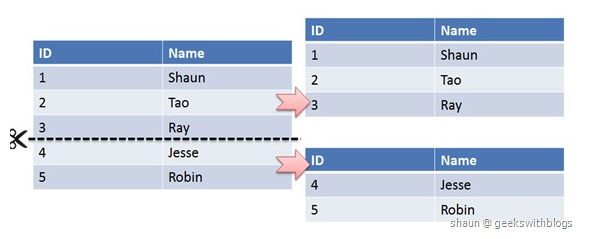 ID Name
1 Shaun
2 Tao
3 Ray
4 Jesse
5 Robin
ID Name
1 Shaun
2 Tao
3 Ray
ID Name
4 Jesse
5 Robin
shaun @ geekswithblogs